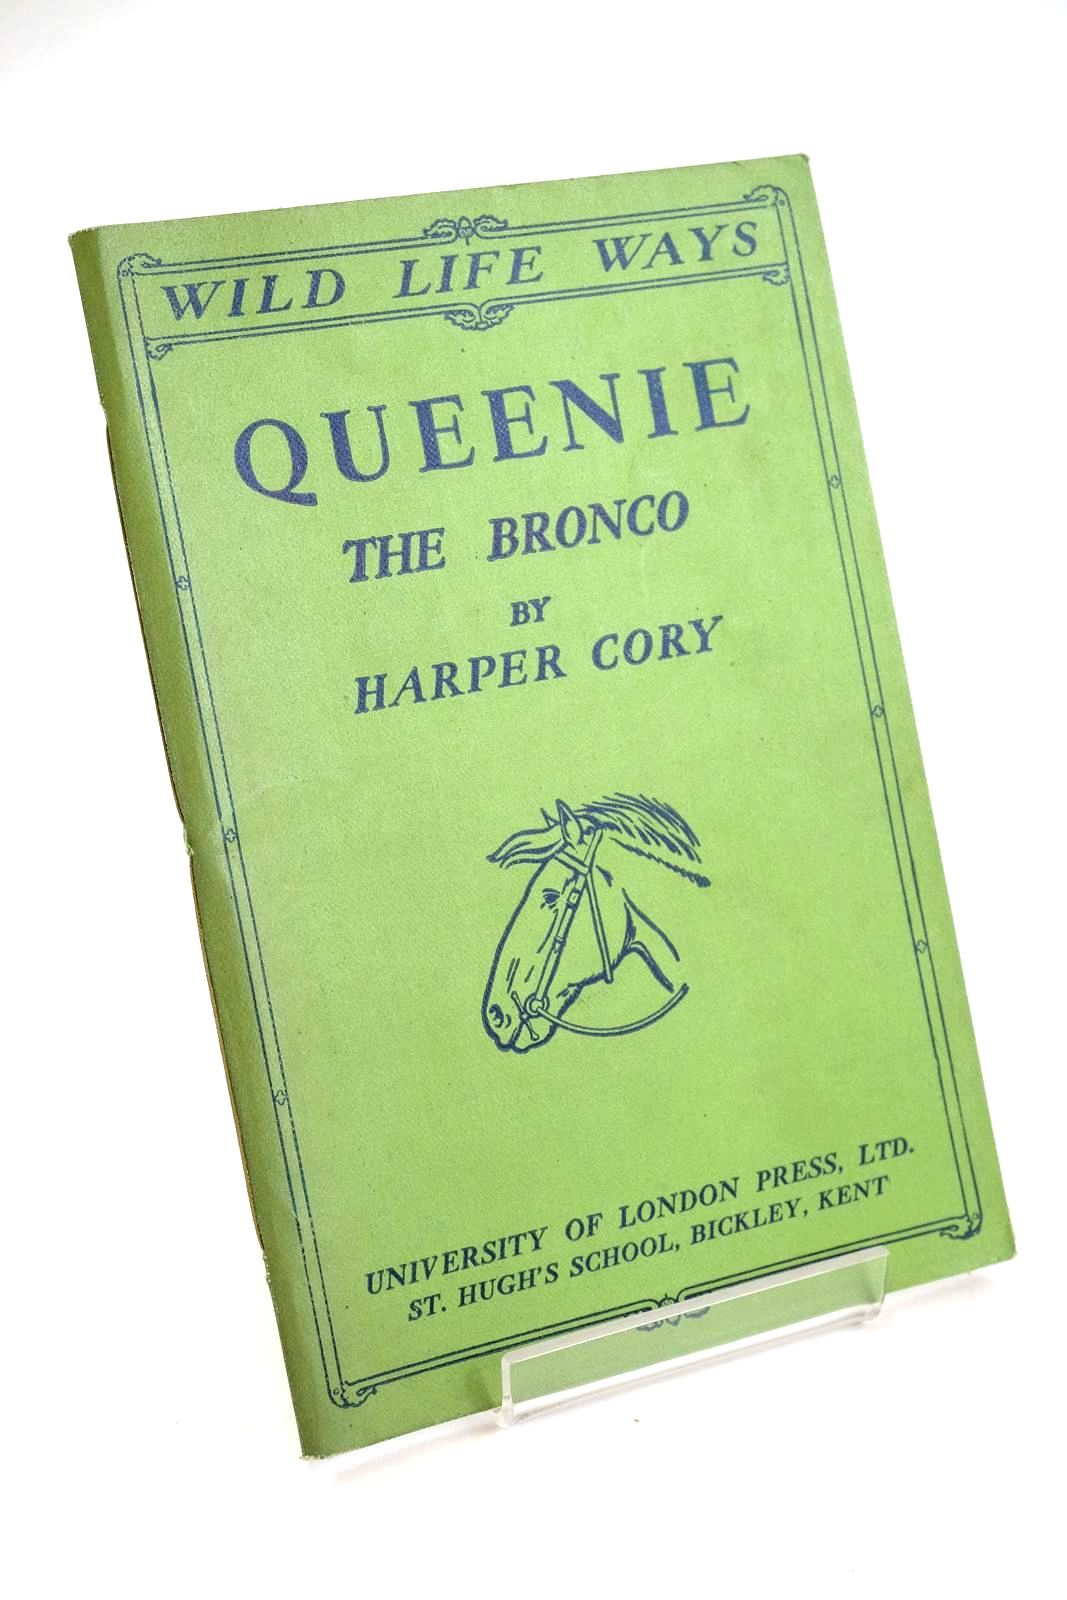 WILD LIFE WAYS
QUEENIE
THE BRONCO
BY
HARPER CORY
UNIVERSITY OF LONDON PRESS, LTD.
ST. HUGH'S SCHOOL, BICKLEY, KENT